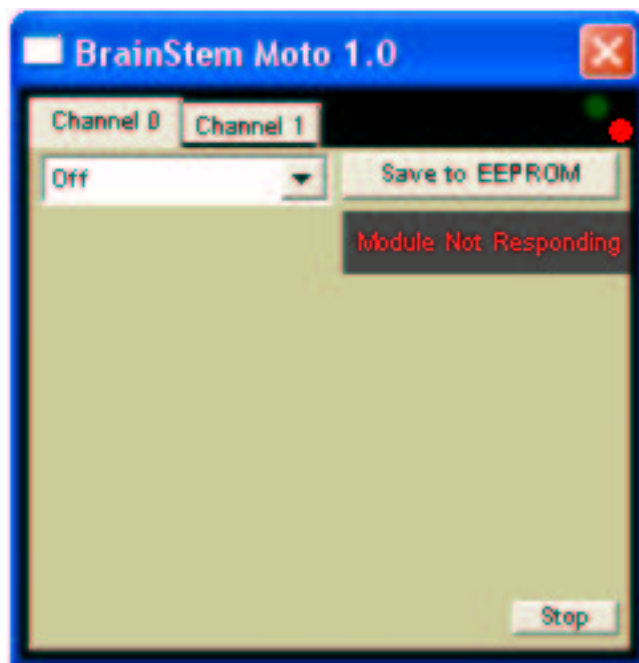 BrainStem Moto 1.0
Channel 0
Channel 1
Off
Save to EEPROM
Module Not Responding
Stop